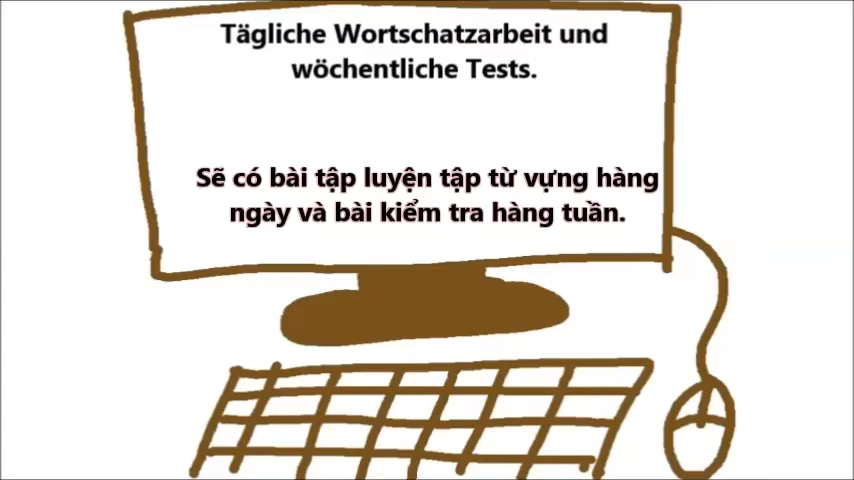 Tägliche Wortschatzarbeit und
wöchentliche Tests.
Sẽ có bài tập luyện tập từ vựng hàng
ngày và bài kiểm tra hàng tuần.